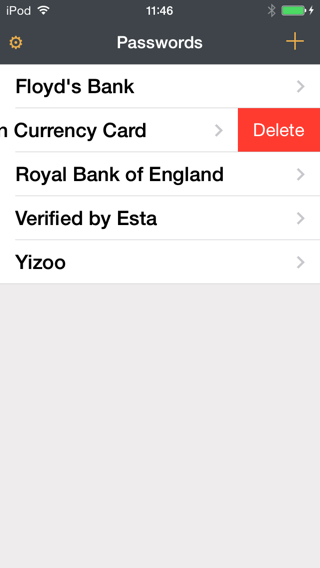 iPod 11:46
Passwords
Floyd's Bank
n Currency Card Delete
Royal Bank of England
Verified by Esta
Yizoo